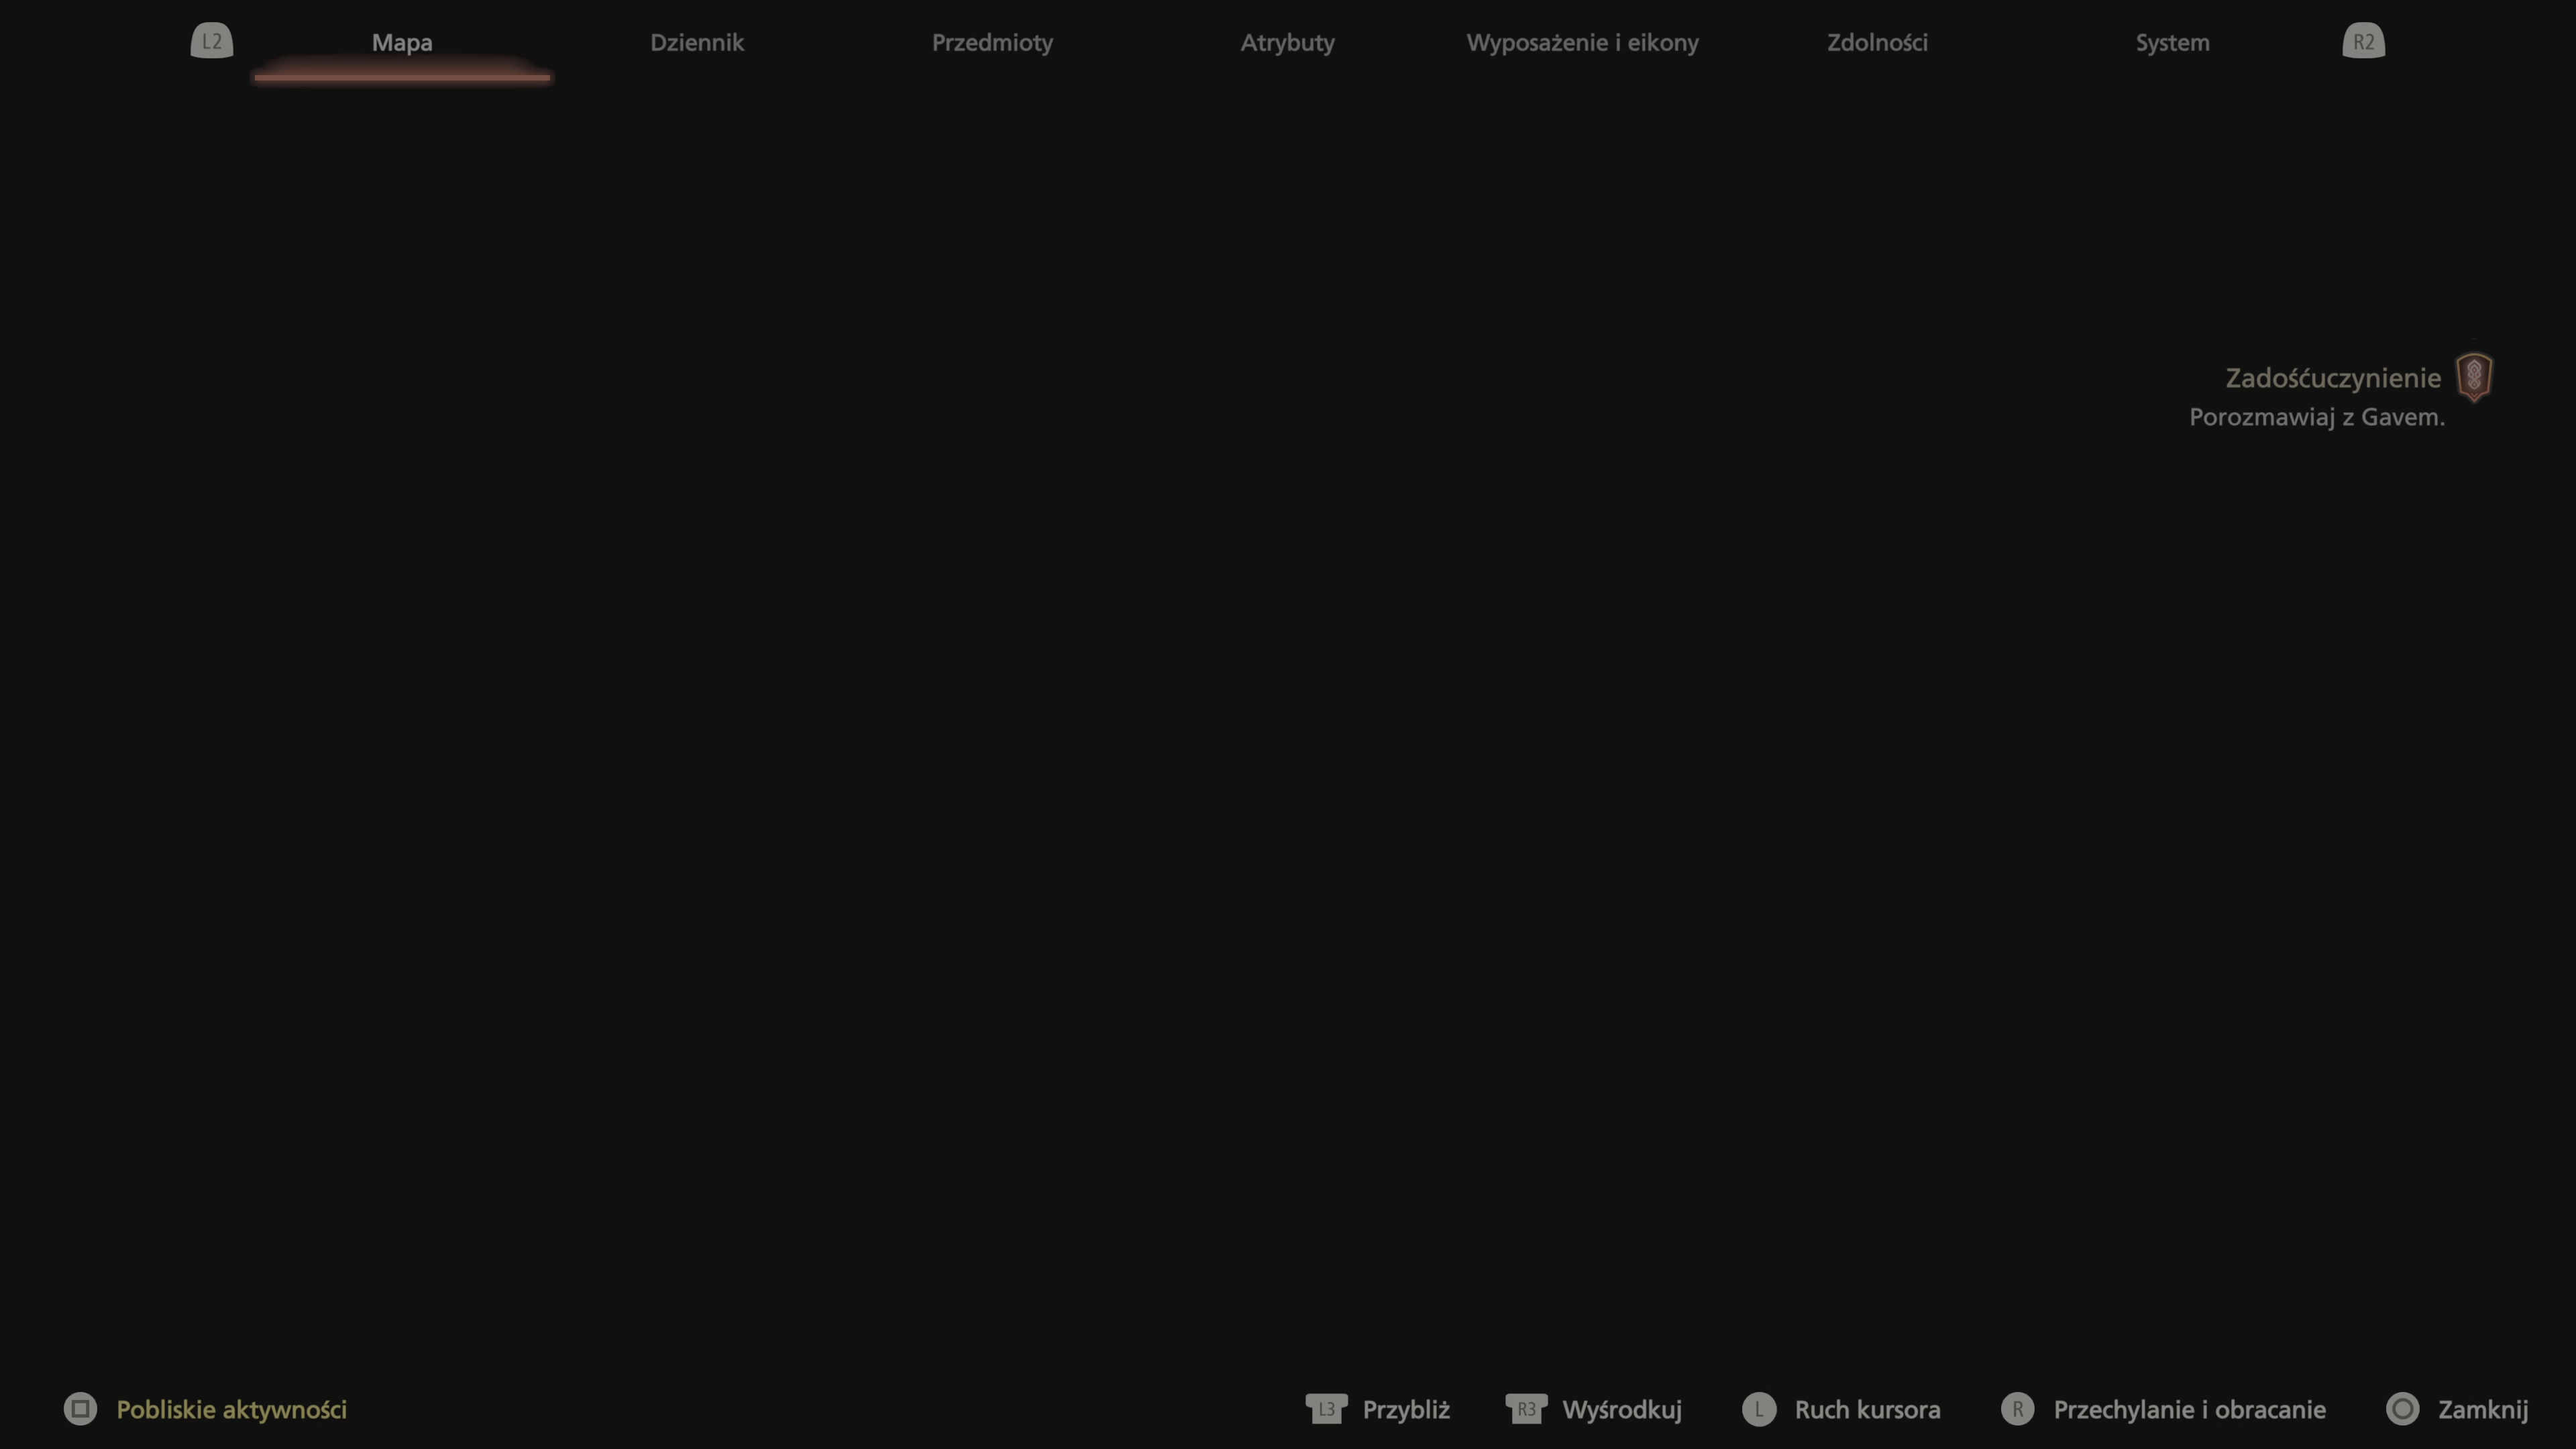 L2
Mapa
Dziennik
Przedmioty
Atrybuty
Wyposażenie i eikony
Zdolności
System
R2
Zadośćuczynienie
Porozmawiaj z Gavem.
Pobliskie aktywności
L3 Przybliż
R3 Wyśrodkuj
L Ruch kursora
R Przechylanie i obracanie
Zamknij